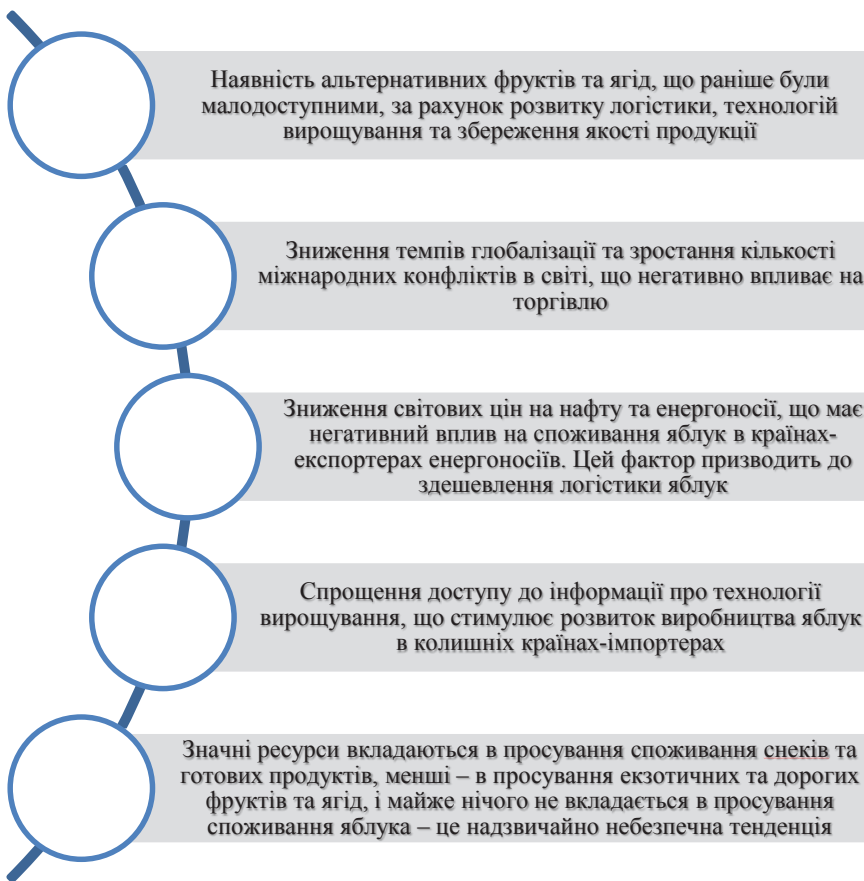 Наявність альтернативних фруктів та ягід, що раніше були
малодоступними, за рахунок розвитку логістики, технологій
вирощування та збереження якості продукції
Зниження темпів глобалізації та зростання кількості
міжнародних конфліктів в світі, що негативно впливає на
торгівлю
Зниження світових цін на нафту та енергоносії, що має
негативний вплив на споживання яблук в країнах-
експортерах енергоносіїв. Цей фактор призводить до
здешевлення логістики яблук
Спрощення доступу до інформації про технології
вирощування, що стимулює розвиток виробництва яблук
в колишніх країнах-імпортерах
Значні ресурси вкладаються в просування споживання снеків та
готових продуктів, менші – в просування екзотичних та дорогих
фруктів та ягід, і майже нічого не вкладається в просування
споживання яблука – це надзвичайно небезпечна тенденція